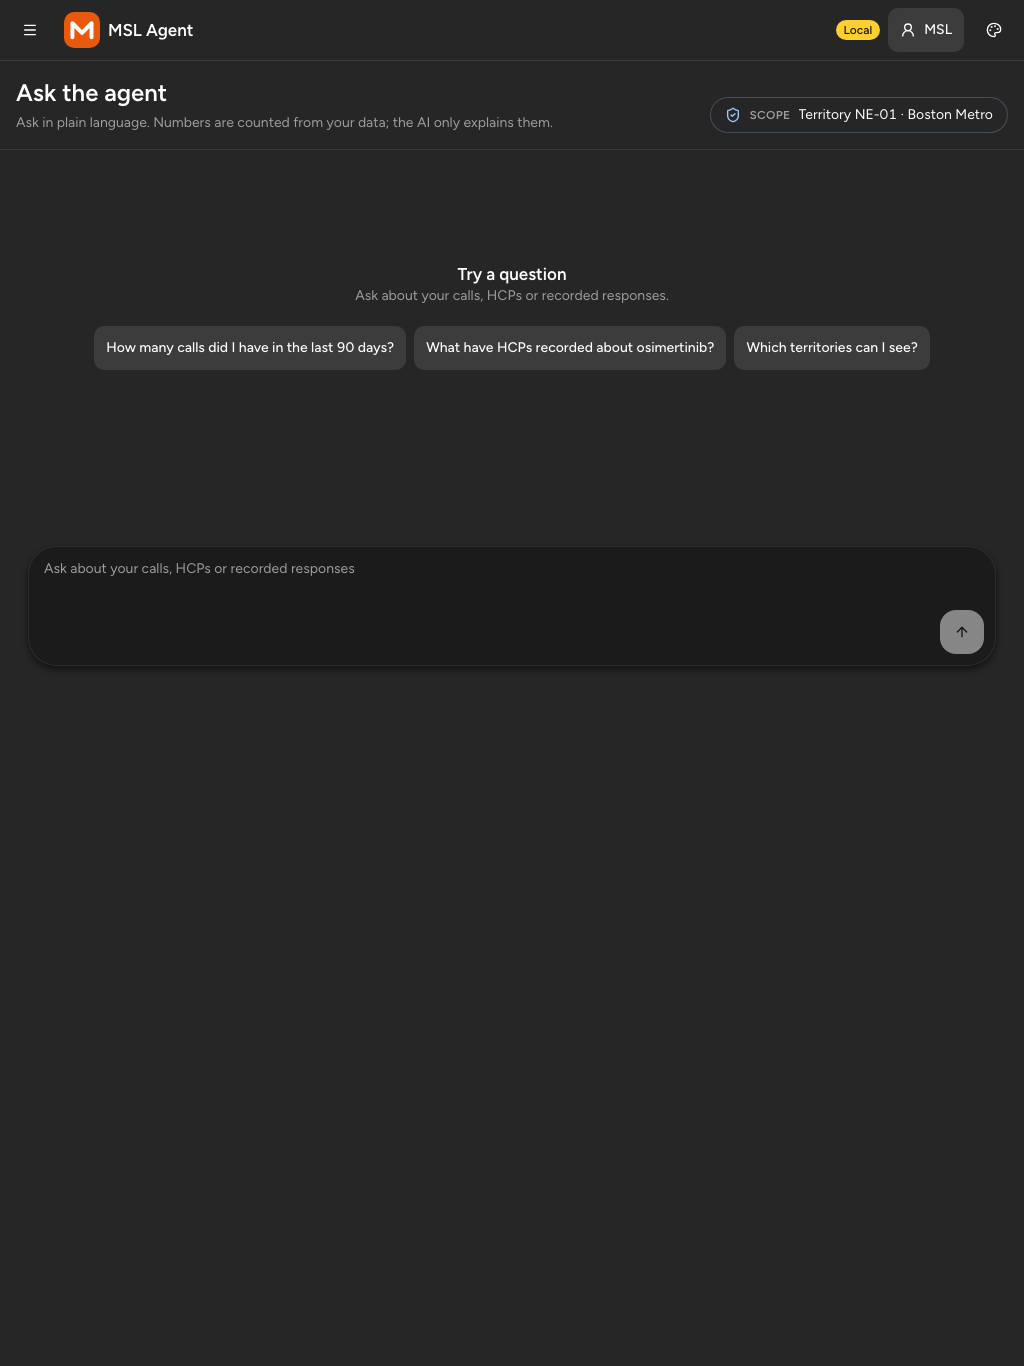 MSL Agent
Local
MSL
Ask the agent
Ask in plain language. Numbers are counted from your data; the AI only explains them.
SCOPE Territory NE-01 · Boston Metro
Try a question
Ask about your calls, HCPs or recorded responses.
How many calls did I have in the last 90 days?
What have HCPs recorded about osimertinib?
Which territories can I see?
Ask about your calls, HCPs or recorded responses